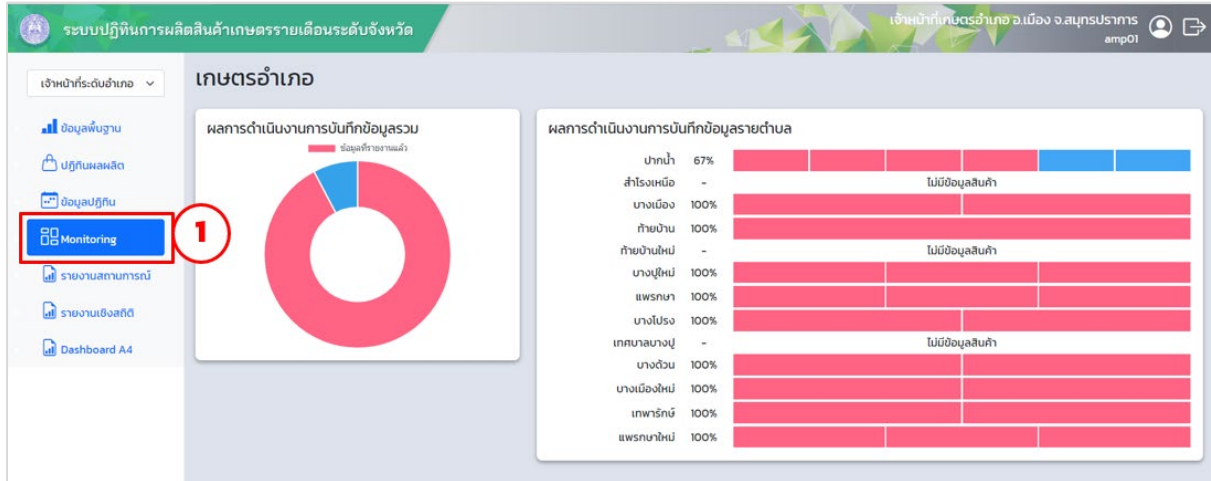 ระบบปฏิทินการผลิตสินค้าเกษตรรายเดือนระดับจังหวัด
เจ้าหน้าที่เกษตรอำเภอ อ.เมือง จ.สมุทรปราการ
amp01
เจ้าหน้าที่ระดับอำเภอ
ข้อมูลพื้นฐาน
ปฏิทินผลผลิต
ข้อมูลปฏิทิน
Monitoring
1
รายงานสถานการณ์
รายงานเชิงสถิติ
Dashboard A4
เกษตรอำเภอ
ผลการดำเนินงานการบันทึกข้อมูลรวม
ข้อมูลที่รายงานแล้ว
ผลการดำเนินงานการบันทึกข้อมูลรายตำบล
ปากน้ำ 67%
สำโรงเหนือ - ไม่มีข้อมูลสินค้า
บางเมือง 100%
ท้ายบ้าน 100%
ท้ายบ้านใหม่ - ไม่มีข้อมูลสินค้า
บางปูใหม่ 100%
แพรกษา 100%
บางโปรง 100%
เทศบาลบางปู - ไม่มีข้อมูลสินค้า
บางด้วน 100%
บางเมืองใหม่ 100%
เทพารักษ์ 100%
แพรกษาใหม่ 100%